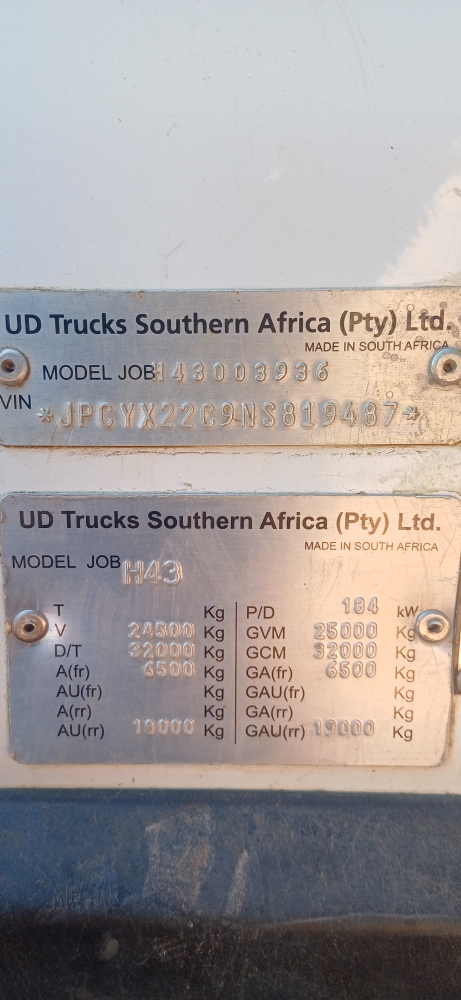 UD Trucks Southern Africa (Pty) Ltd.
MADE IN SOUTH AFRICA
MODEL JOB H43003936
VIN *JPCYX22C9NS819487*
UD Trucks Southern Africa (Pty) Ltd.
MADE IN SOUTH AFRICA
MODEL JOB H43
T Kg P/D 184 kW
V 24500 Kg GVM 25000 Kg
D/T 32000 Kg GCM 32000 Kg
A(fr) 6500 Kg GA(fr) 6500 Kg
AU(fr) Kg GAU(fr) Kg
A(rr) Kg GA(rr) Kg
AU(rr) 18000 Kg GAU(rr) 19000 Kg